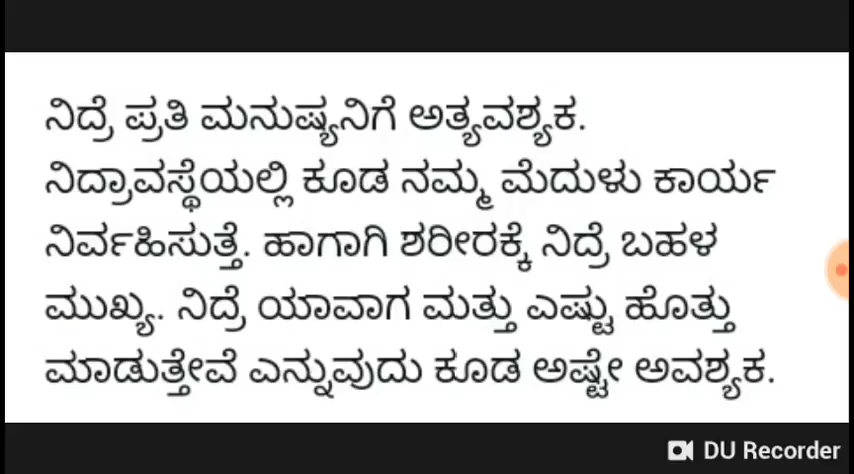 ನಿದ್ರೆ ಪ್ರತಿ ಮನುಷ್ಯನಿಗೆ ಅತ್ಯವಶ್ಯಕ.
ನಿದ್ರಾವಸ್ಥೆಯಲ್ಲಿ ಕೂಡ ನಮ್ಮ ಮೆದುಳು ಕಾರ್ಯ
ನಿರ್ವಹಿಸುತ್ತೆ. ಹಾಗಾಗಿ ಶರೀರಕ್ಕೆ ನಿದ್ರೆ ಬಹಳ
ಮುಖ್ಯ. ನಿದ್ರೆ ಯಾವಾಗ ಮತ್ತು ಎಷ್ಟು ಹೊತ್ತು
ಮಾಡುತ್ತೇವೆ ಎನ್ನುವುದು ಕೂಡ ಅಷ್ಟೇ ಅವಶ್ಯಕ.
DU Recorder